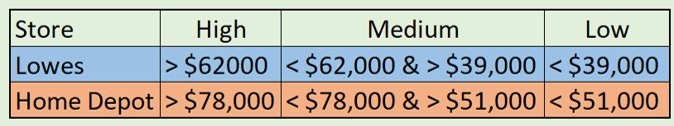 Store High Medium Low
Lowes > $62000 < $62,000 & > $39,000 < $39,000
Home Depot > $78,000 < $78,000 & > $51,000 < $51,000